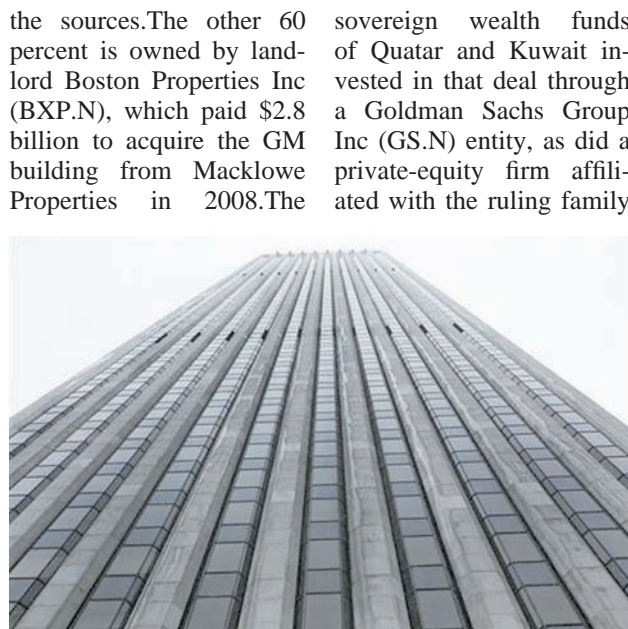 the sources.The other 60
percent is owned by land-
lord Boston Properties Inc
(BXP.N), which paid $2.8
billion to acquire the GM
building from Macklowe
Properties in 2008.The
sovereign wealth funds
of Quatar and Kuwait in-
vested in that deal through
a Goldman Sachs Group
Inc (GS.N) entity, as did a
private-equity firm affili-
ated with the ruling family